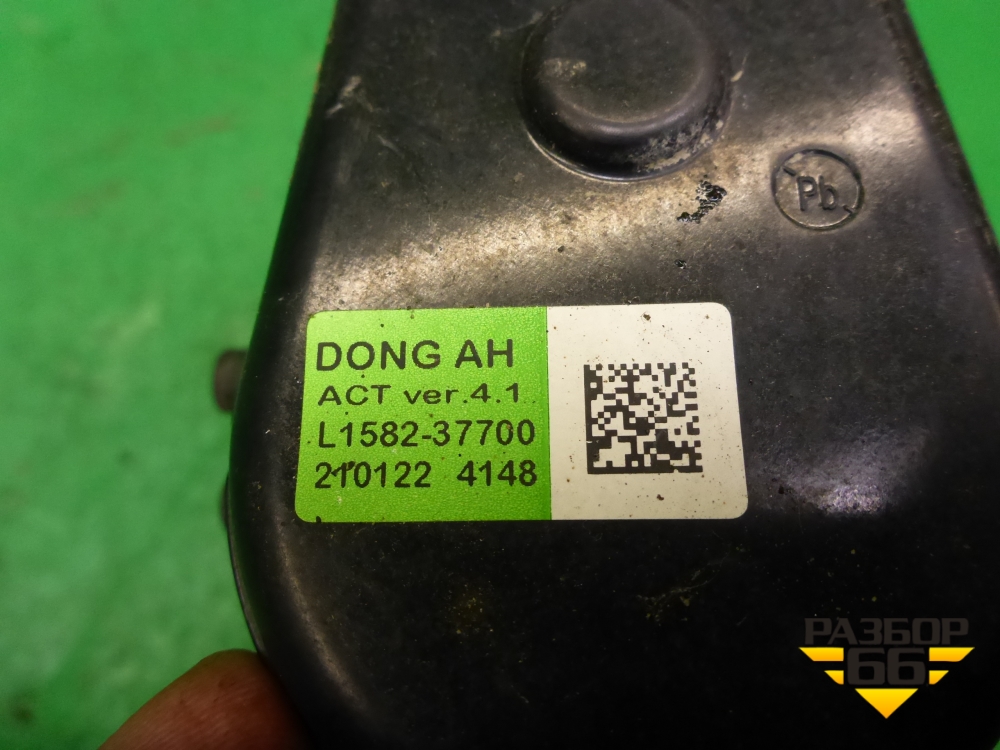 Pb
DONG AH
ACT ver.4.1
L1582-37700
210122 4148
РАЗБОР
66